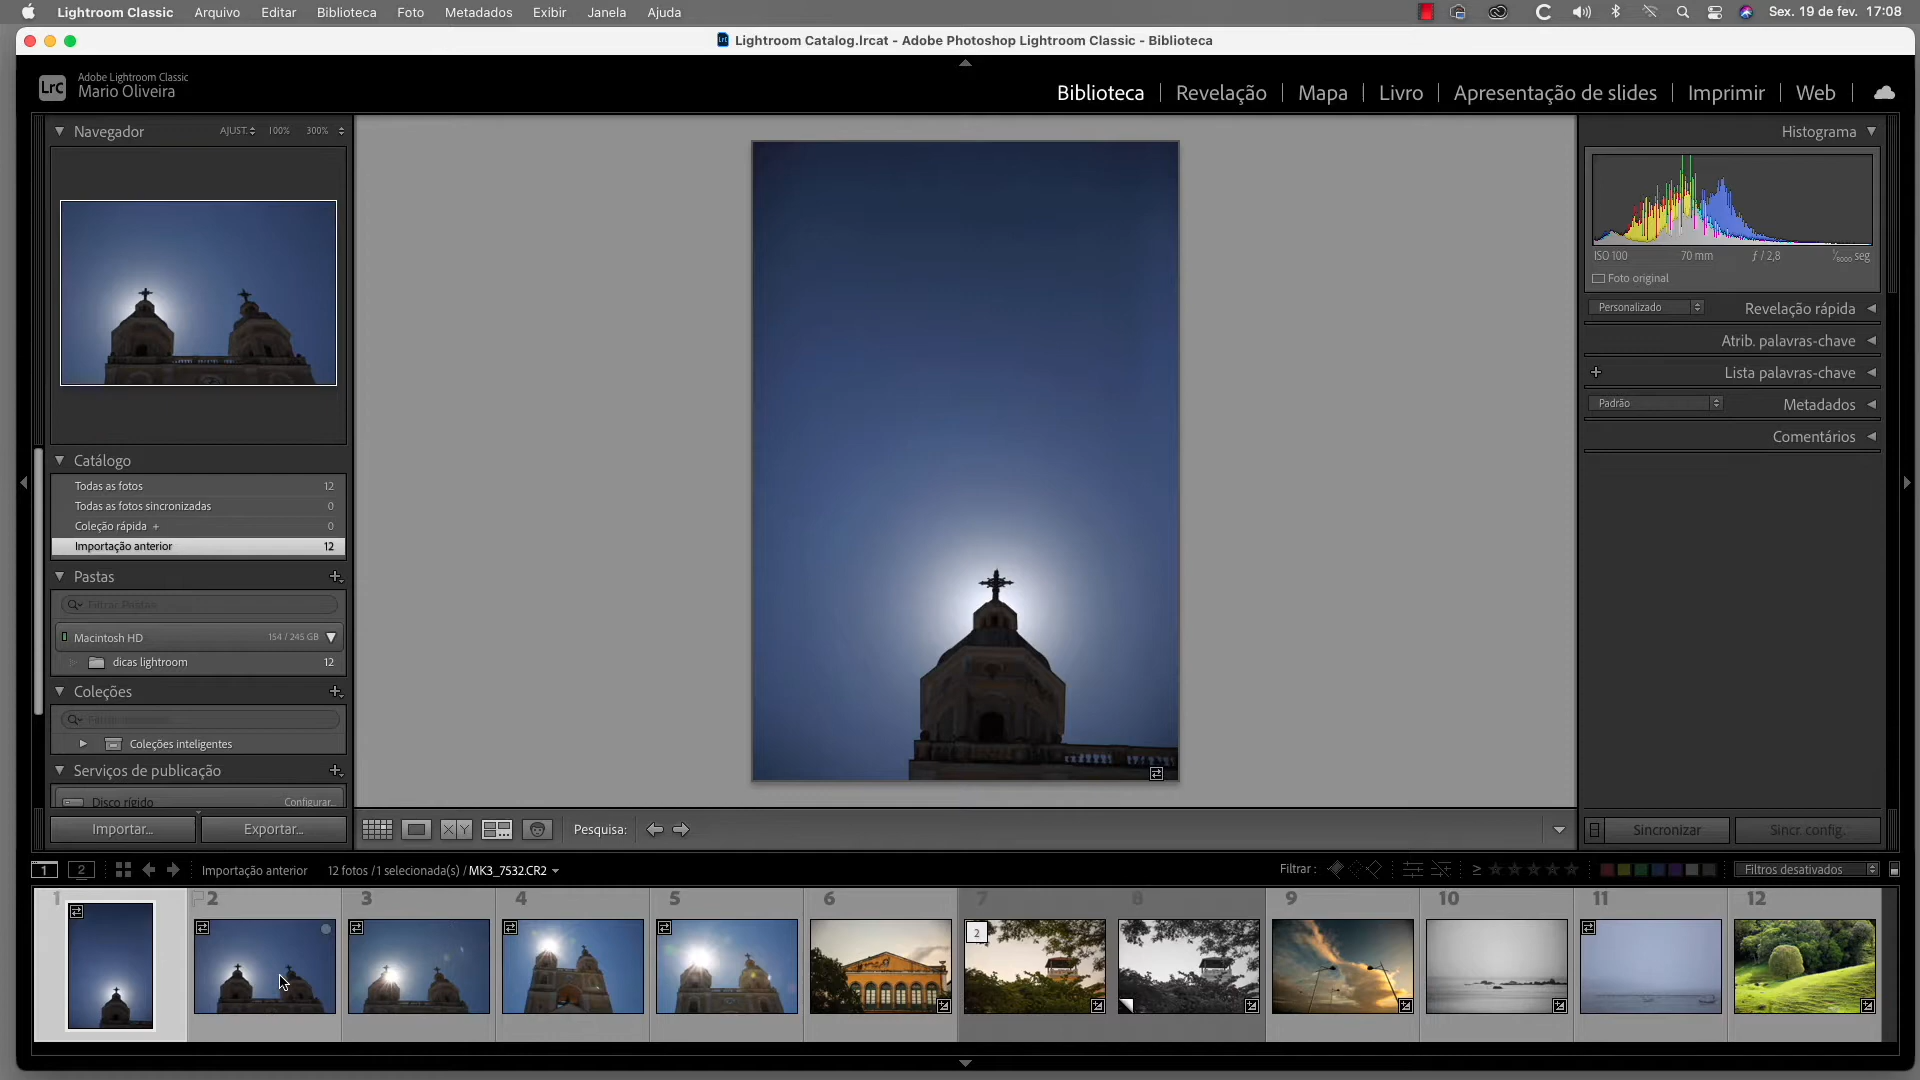 Lightroom Classic Arquivo Editar Biblioteca Foto Metadados Exibir Janela Ajuda Sex. 19 de fev. 17:08
Lrc Lightroom Catalog.lrcat - Adobe Photoshop Lightroom Classic - Biblioteca
Lrc Adobe Lightroom Classic
Mario Oliveira
Biblioteca | Revelação | Mapa | Livro | Apresentação de slides | Imprimir | Web
Navegador AJUST. 100% 300%
Catálogo
Todas as fotos 12
Todas as fotos sincronizadas 0
Coleção rápida + 0
Importação anterior 12
Pastas
Filtrar Pastas
Macintosh HD 154 / 245 GB
dicas lightroom 12
Coleções
Coleções inteligentes
Serviços de publicação
Disco rígido Configurar...
Importar... Exportar...
Histograma
ISO 100 70 mm ƒ / 2,8 1/8000 seg
Foto original
Personalizado Revelação rápida
Atrib. palavras-chave
+ Lista palavras-chave
Padrão Metadados
Comentários
X Y Pesquisa:
Sincronizar Sincr. config.
1 2 Importação anterior 12 fotos /1 selecionada(s) /MK3_7532.CR2 Filtrar : ≥ Filtros desativados
1 2 3 4 5 6 7 8 9 10 11 12
2